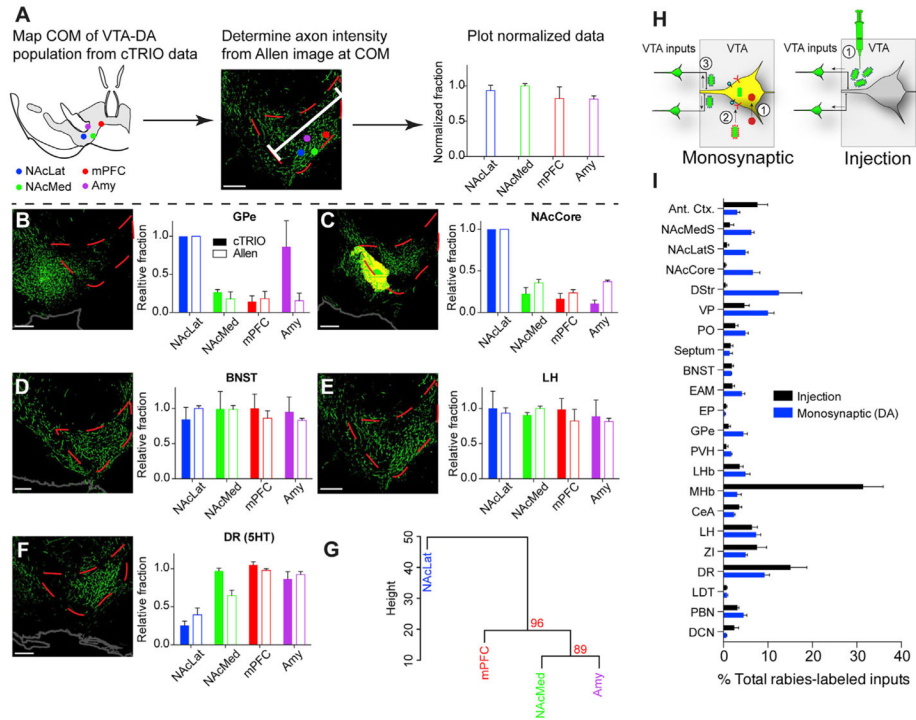 A
Map COM of VTA-DA
population from cTRIO data
NAcLat
mPFC
NAcMed
Amy
Determine axon intensity
from Allen image at COM
Plot normalized data
Normalized fraction
1.0
0.5
0
NAcLat
NAcMed
mPFC
Amy
B
GPe
Realtive fraction
1.0
0.5
0
cTRIO
Allen
NAcLat
NAcMed
mPFC
Amy
C
NAcCore
Relative fraction
1.0
0.5
0
NAcLat
NAcMed
mPFC
Amy
D
BNST
Relative fraction
1.0
0.5
0
NAcLat
NAcMed
mPFC
Amy
E
LH
Relative fraction
1.0
0.5
0
NAcLat
NAcMed
mPFC
Amy
F
DR (5HT)
Relative fraction
1.0
0.5
0
NAcLat
NAcMed
mPFC
Amy
G
Height
50
40
30
20
10
NAcLat
mPFC
NAcMed
Amy
96
89
H
VTA inputs
VTA
3
2
1
Monosynaptic
VTA inputs
VTA
1
Injection
I
Ant. Ctx.
NAcMedS
NAcLatS
NAcCore
DStr
VP
PO
Septum
BNST
EAM
EP
GPe
PVH
LHb
MHb
CeA
LH
ZI
DR
LDT
PBN
DCN
Injection
Monosynaptic (DA)
0
10
20
30
40
% Total rabies-labeled inputs